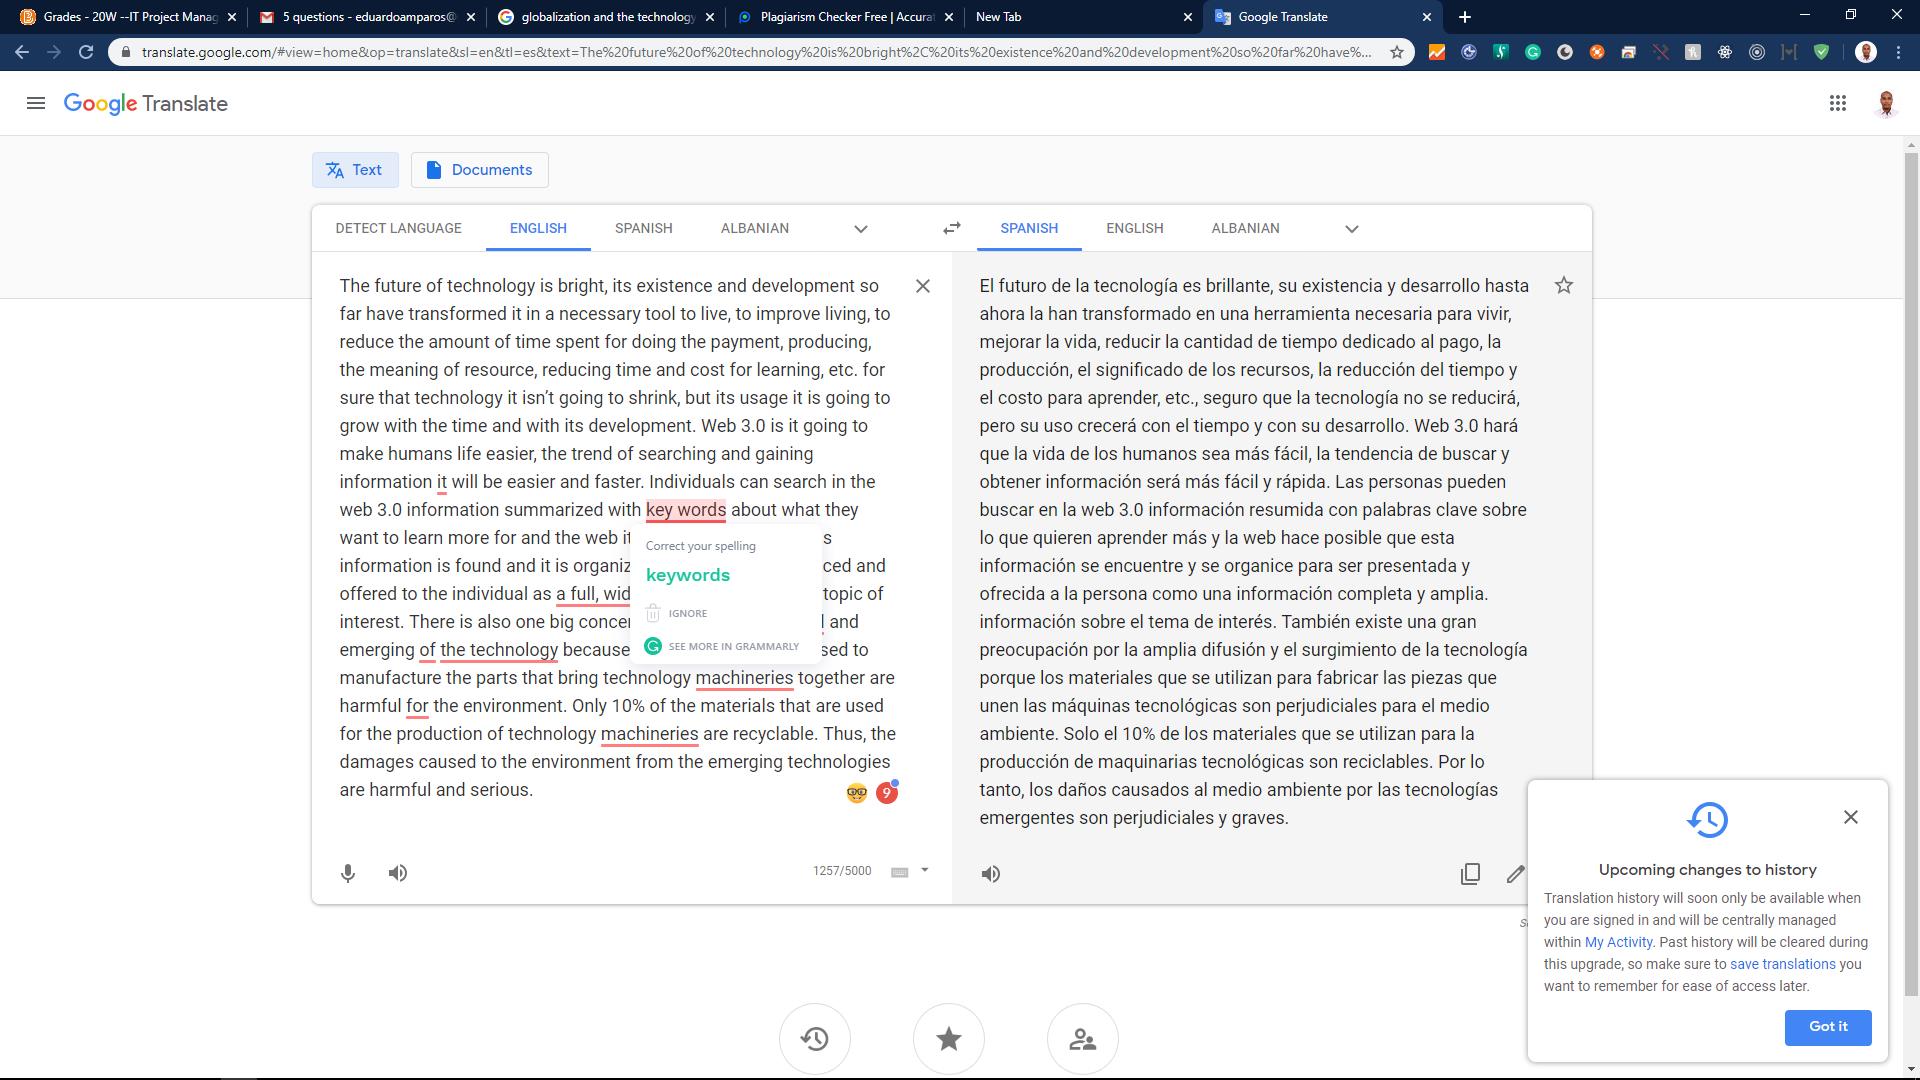 Grades - 20W --IT Project Manag
5 questions - eduardoamparos@
globalization and the technology
Plagiarism Checker Free | Accurat
New Tab
Google Translate
translate.google.com/#view=home&op=translate&sl=en&tl=es&text=The%20future%20of%20technology%20is%20bright%2C%20its%20existence%20and%20development%20so%20far%20have%...
Google Translate
Text
Documents
DETECT LANGUAGE
ENGLISH
SPANISH
ALBANIAN
SPANISH
ENGLISH
ALBANIAN
The future of technology is bright, its existence and development so
far have transformed it in a necessary tool to live, to improve living, to
reduce the amount of time spent for doing the payment, producing,
the meaning of resource, reducing time and cost for learning, etc. for
sure that technology it isn’t going to shrink, but its usage it is going to
grow with the time and with its development. Web 3.0 is it going to
make humans life easier, the trend of searching and gaining
information it will be easier and faster. Individuals can search in the
web 3.0 information summarized with key words about what they
want to learn more for and the web it s
information is found and it is organiz ced and
offered to the individual as a full, wid topic of
interest. There is also one big concer l and
emerging of the technology because sed to
manufacture the parts that bring technology machineries together are
harmful for the environment. Only 10% of the materials that are used
for the production of technology machineries are recyclable. Thus, the
damages caused to the environment from the emerging technologies
are harmful and serious.
Correct your spelling
keywords
IGNORE
SEE MORE IN GRAMMARLY
9
1257/5000
El futuro de la tecnología es brillante, su existencia y desarrollo hasta
ahora la han transformado en una herramienta necesaria para vivir,
mejorar la vida, reducir la cantidad de tiempo dedicado al pago, la
producción, el significado de los recursos, la reducción del tiempo y
el costo para aprender, etc., seguro que la tecnología no se reducirá,
pero su uso crecerá con el tiempo y con su desarrollo. Web 3.0 hará
que la vida de los humanos sea más fácil, la tendencia de buscar y
obtener información será más fácil y rápida. Las personas pueden
buscar en la web 3.0 información resumida con palabras clave sobre
lo que quieren aprender más y la web hace posible que esta
información se encuentre y se organice para ser presentada y
ofrecida a la persona como una información completa y amplia.
información sobre el tema de interés. También existe una gran
preocupación por la amplia difusión y el surgimiento de la tecnología
porque los materiales que se utilizan para fabricar las piezas que
unen las máquinas tecnológicas son perjudiciales para el medio
ambiente. Solo el 10% de los materiales que se utilizan para la
producción de maquinarias tecnológicas son reciclables. Por lo
tanto, los daños causados al medio ambiente por las tecnologías
emergentes son perjudiciales y graves.
Upcoming changes to history
Translation history will soon only be available when
you are signed in and will be centrally managed
within My Activity. Past history will be cleared during
this upgrade, so make sure to save translations you
want to remember for ease of access later.
Got it